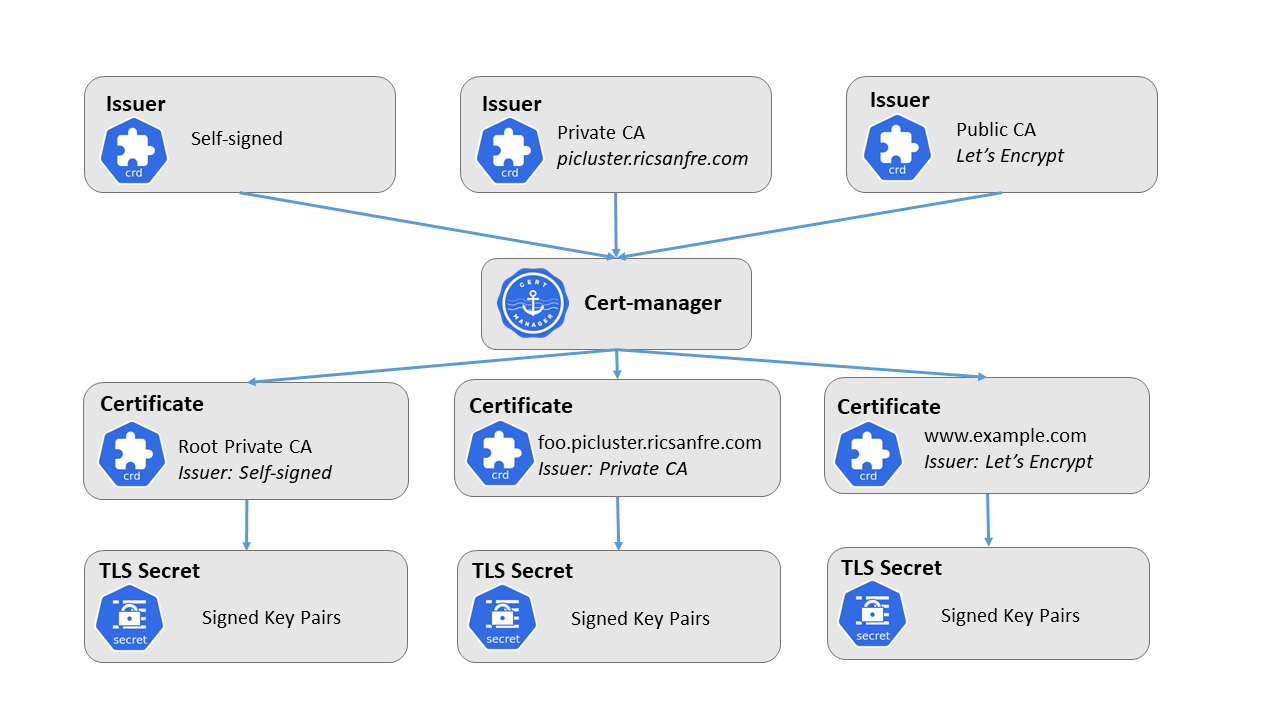 Issuer
Self-signed
crd
Issuer
Private CA
picluster.ricsanfre.com
crd
Issuer
Public CA
Let’s Encrypt
crd
CERT
MANAGER
Cert-manager
Certificate
Root Private CA
Issuer: Self-signed
crd
Certificate
foo.picluster.ricsanfre.com
Issuer: Private CA
crd
Certificate
www.example.com
Issuer: Let’s Encrypt
crd
TLS Secret
Signed Key Pairs
secret
TLS Secret
Signed Key Pairs
secret
TLS Secret
Signed Key Pairs
secret